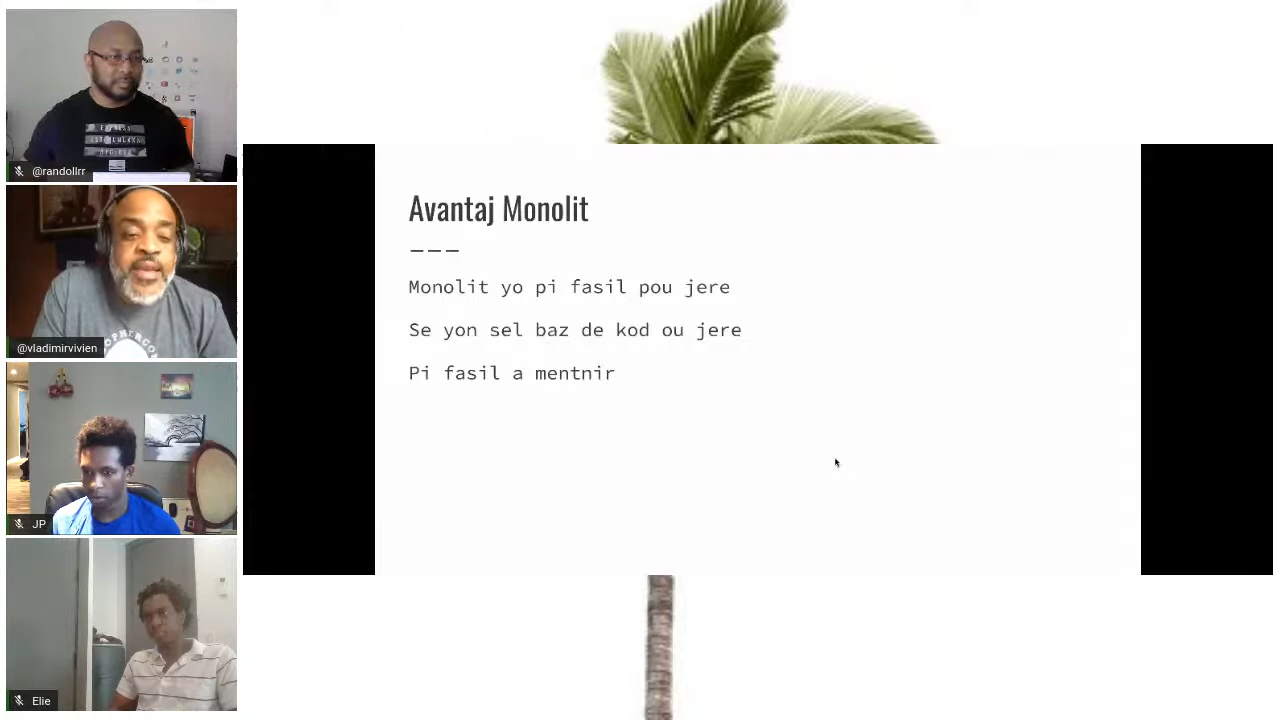 @randollrr
@vladimirvivien
JP
Elie
Avantaj Monolit
———
Monolit yo pi fasil pou jere
Se yon sel baz de kod ou jere
Pi fasil a mentnir